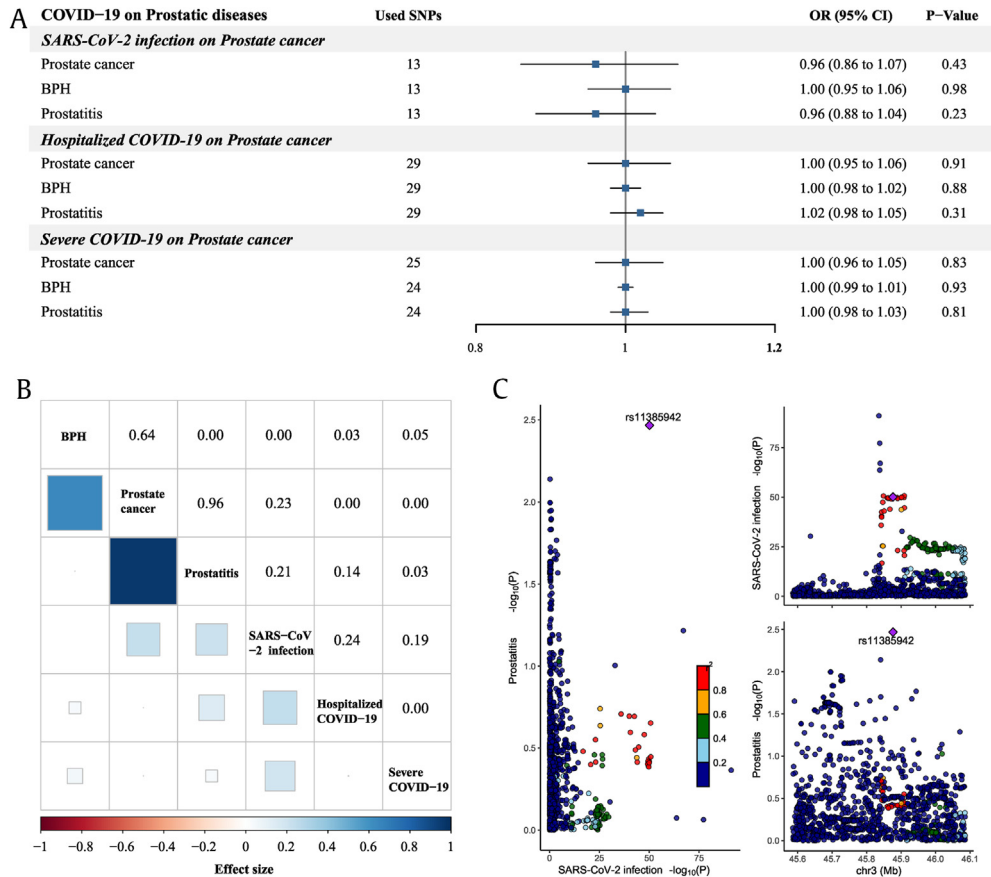 A
COVID−19 on Prostatic diseases Used SNPs OR (95% CI) P−Value
SARS-CoV-2 infection on Prostate cancer
Prostate cancer 13 0.96 (0.86 to 1.07) 0.43
BPH 13 1.00 (0.95 to 1.06) 0.98
Prostatitis 13 0.96 (0.88 to 1.04) 0.23
Hospitalized COVID-19 on Prostate cancer
Prostate cancer 29 1.00 (0.95 to 1.06) 0.91
BPH 29 1.00 (0.98 to 1.02) 0.88
Prostatitis 29 1.02 (0.98 to 1.05) 0.31
Severe COVID-19 on Prostate cancer
Prostate cancer 25 1.00 (0.96 to 1.05) 0.83
BPH 24 1.00 (0.99 to 1.01) 0.93
Prostatitis 24 1.00 (0.98 to 1.03) 0.81
0.8 1 1.2
B
BPH 0.64 0.00 0.00 0.03 0.05
Prostate
cancer 0.96 0.23 0.00 0.00
Prostatitis 0.21 0.14 0.03
SARS−CoV
−2 infection 0.24 0.19
Hospitalized
COVID−19 0.00
Severe
COVID−19
−1 −0.8 −0.6 −0.4 −0.2 0 0.2 0.4 0.6 0.8 1
Effect size
C
rs11385942
2.5
2.0
1.5
1.0
0.5
0.0
Prostatitis -log10(P)
0 25 50 75
SARS-CoV-2 infection -log10(P)
r2
0.8
0.6
0.4
0.2
75
50
25
0
SARS-CoV-2 infection -log10(P)
rs11385942
2.5
2.0
1.5
1.0
0.5
0.0
Prostatitis -log10(P)
45.6 45.7 45.8 45.9 46.0 46.1
chr3 (Mb)